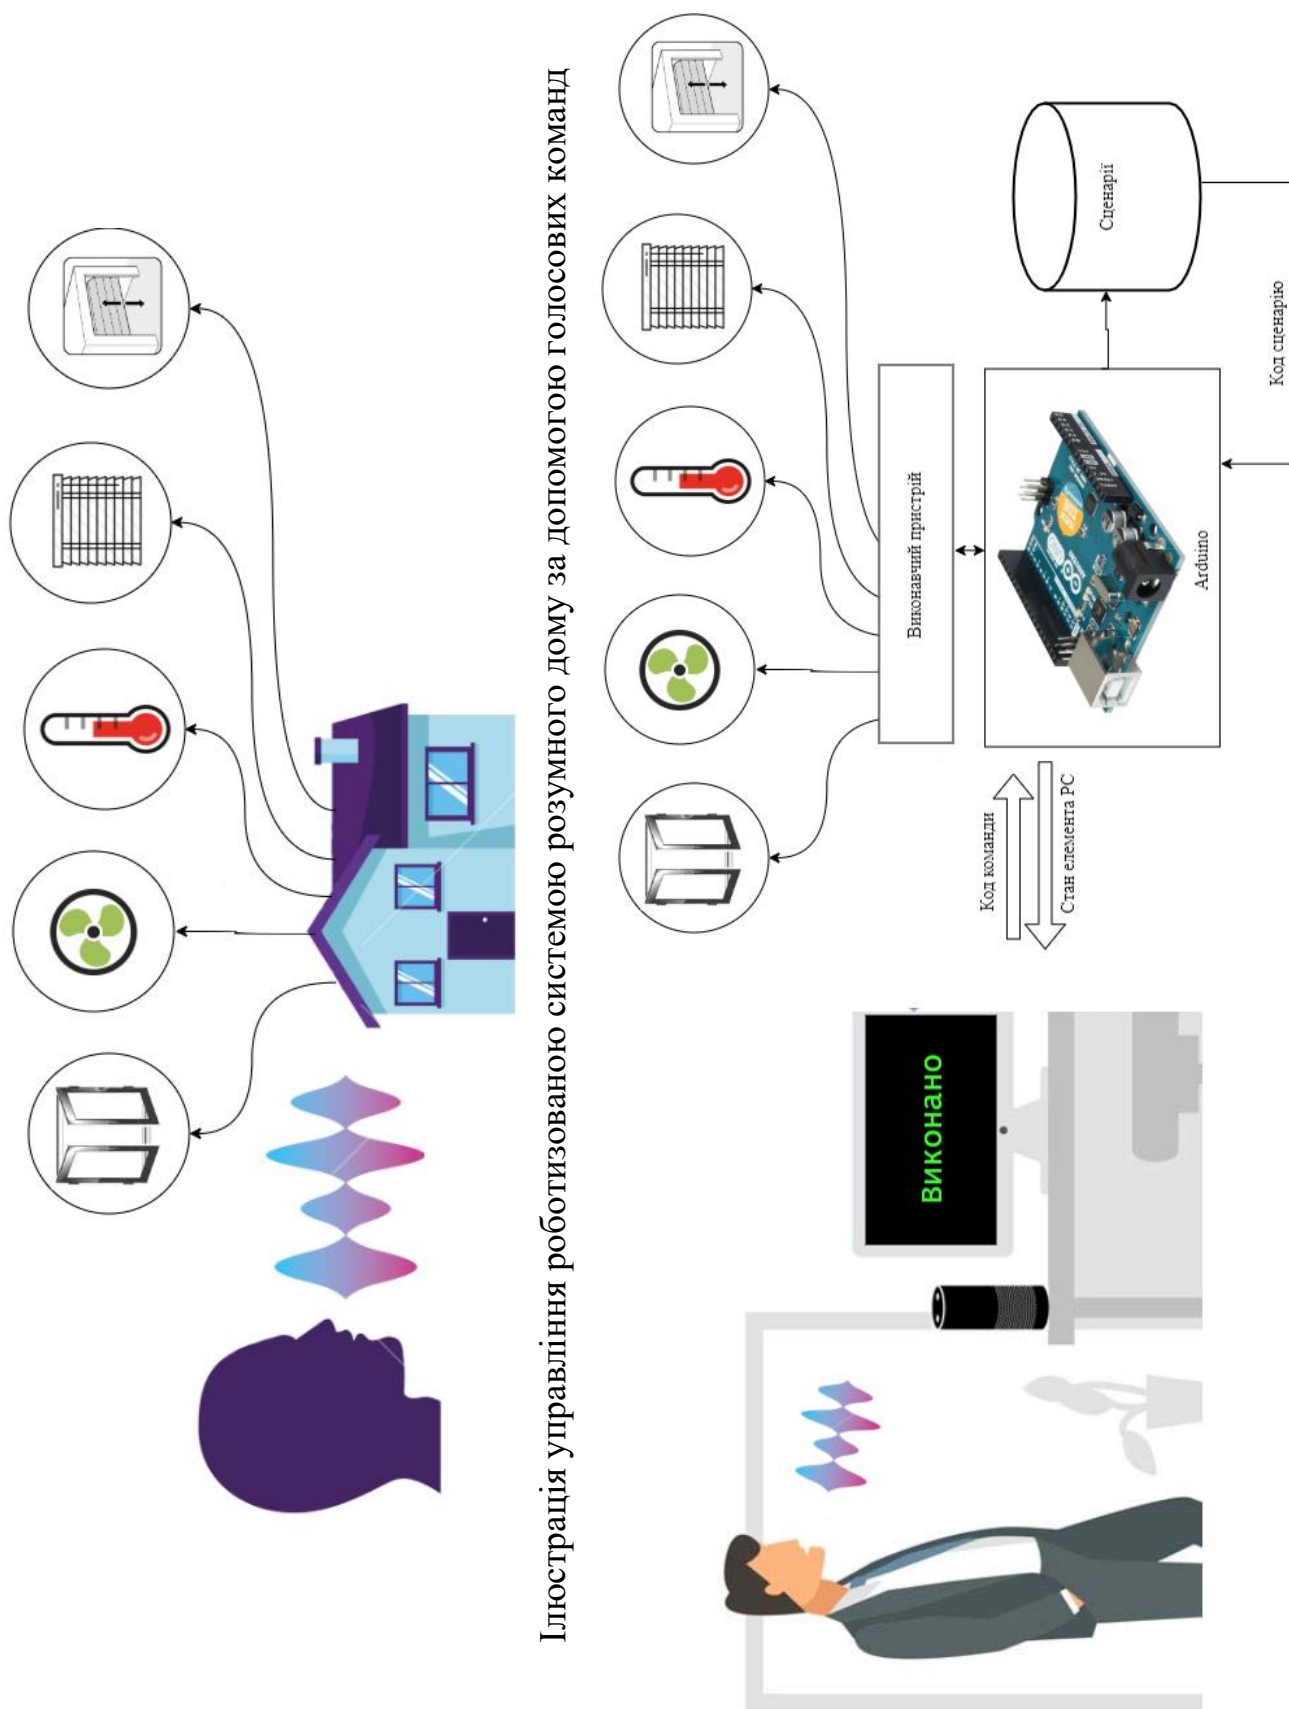 Ілюстрація управління роботизованою системою розумного дому за допомогою голосових команд
Виконано
Код команди
Стан елемента РС
Виконавчий пристрій
Arduino
Сценарії
Код сценарію